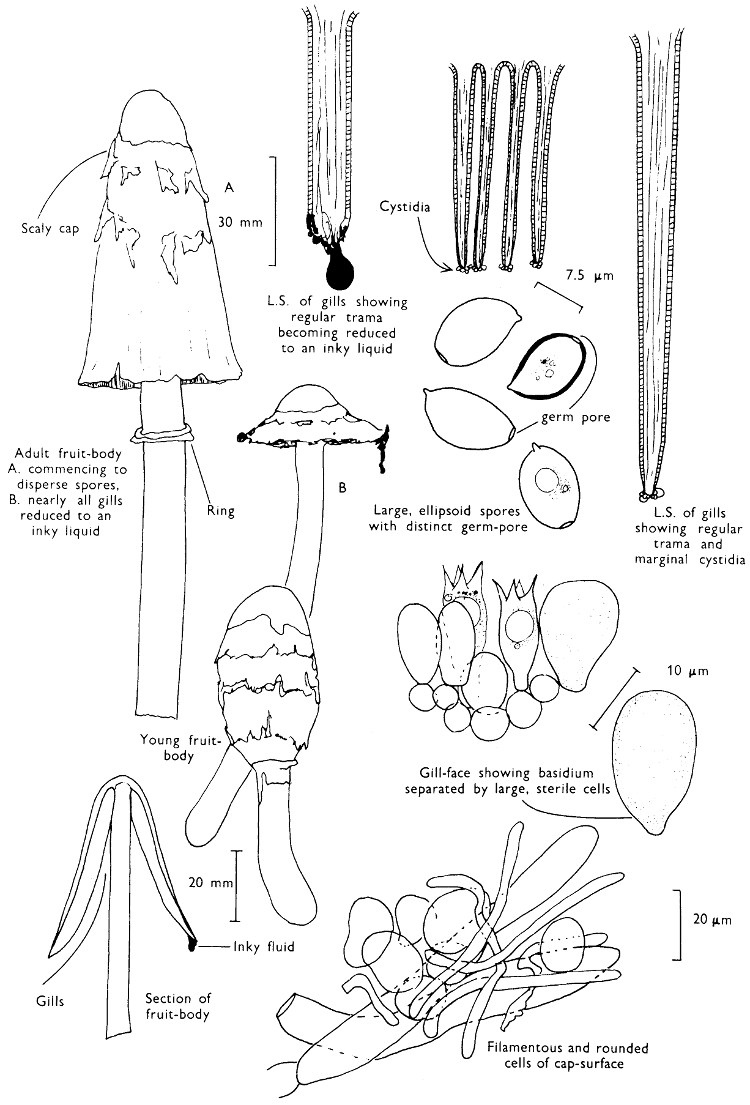 Scaly cap
A
30 mm
L.S. of gills showing
regular trama
becoming reduced
to an inky liquid
Cystidia
7.5 µm
germ pore
Large, ellipsoid spores
with distinct germ-pore
L.S. of gills
showing regular
trama and
marginal cystidia
Adult fruit-body
A. commencing to
disperse spores,
B. nearly all gills
reduced to an
inky liquid
Ring
B
Young fruit-
body
20 mm
10 µm
Gill-face showing basidium
separated by large, sterile cells
Inky fluid
Gills
Section of
fruit-body
20 µm
Filamentous and rounded
cells of cap-surface